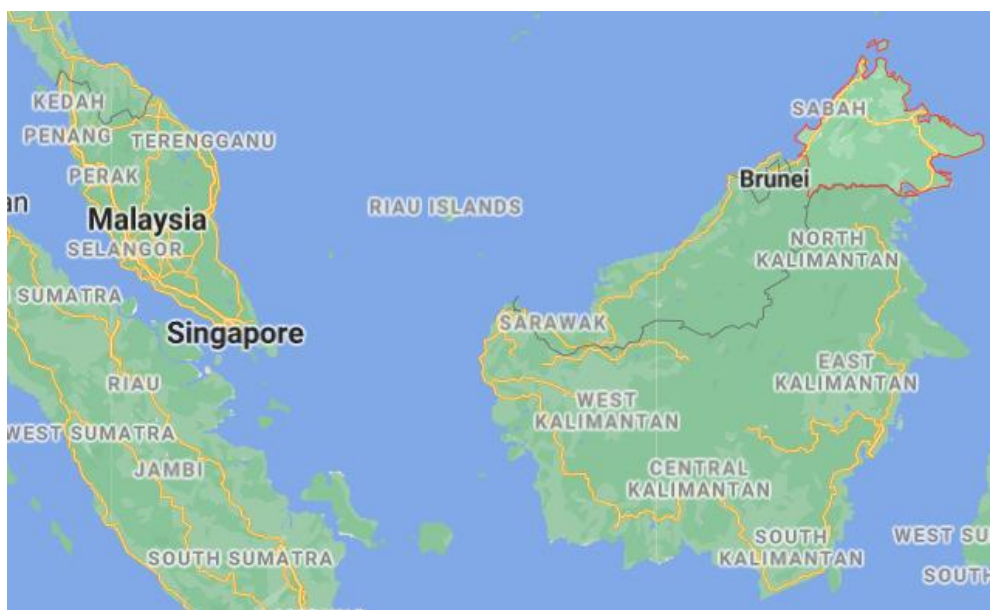 KEDAH
PENANG
TERENGGANU
PERAK
an
Malaysia
SELANGOR
SUMATRA
Singapore
RIAU
WEST SUMATRA
JAMBI
SOUTH SUMATRA
RIAU ISLANDS
SABAH
Brunei
NORTH
KALIMANTAN
SARAWAK
EAST
KALIMANTAN
WEST
KALIMANTAN
CENTRAL
KALIMANTAN
SOUTH
KALIMANTAN
WEST SU
SOUTH